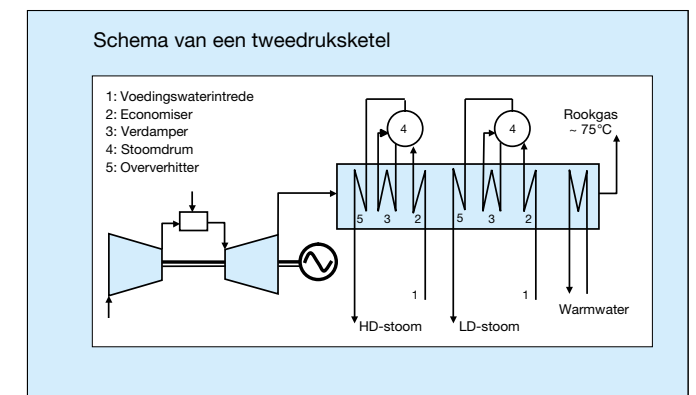 Schema van een tweedruksketel
1: Voedingswaterintrede
2: Economiser
3: Verdamper
4: Stoomdrum
5: Oververhitter
4
4
Rookgas
~ 75°C
5 3 2 5 3 2
1
1
Warmwater
HD-stoom
LD-stoom